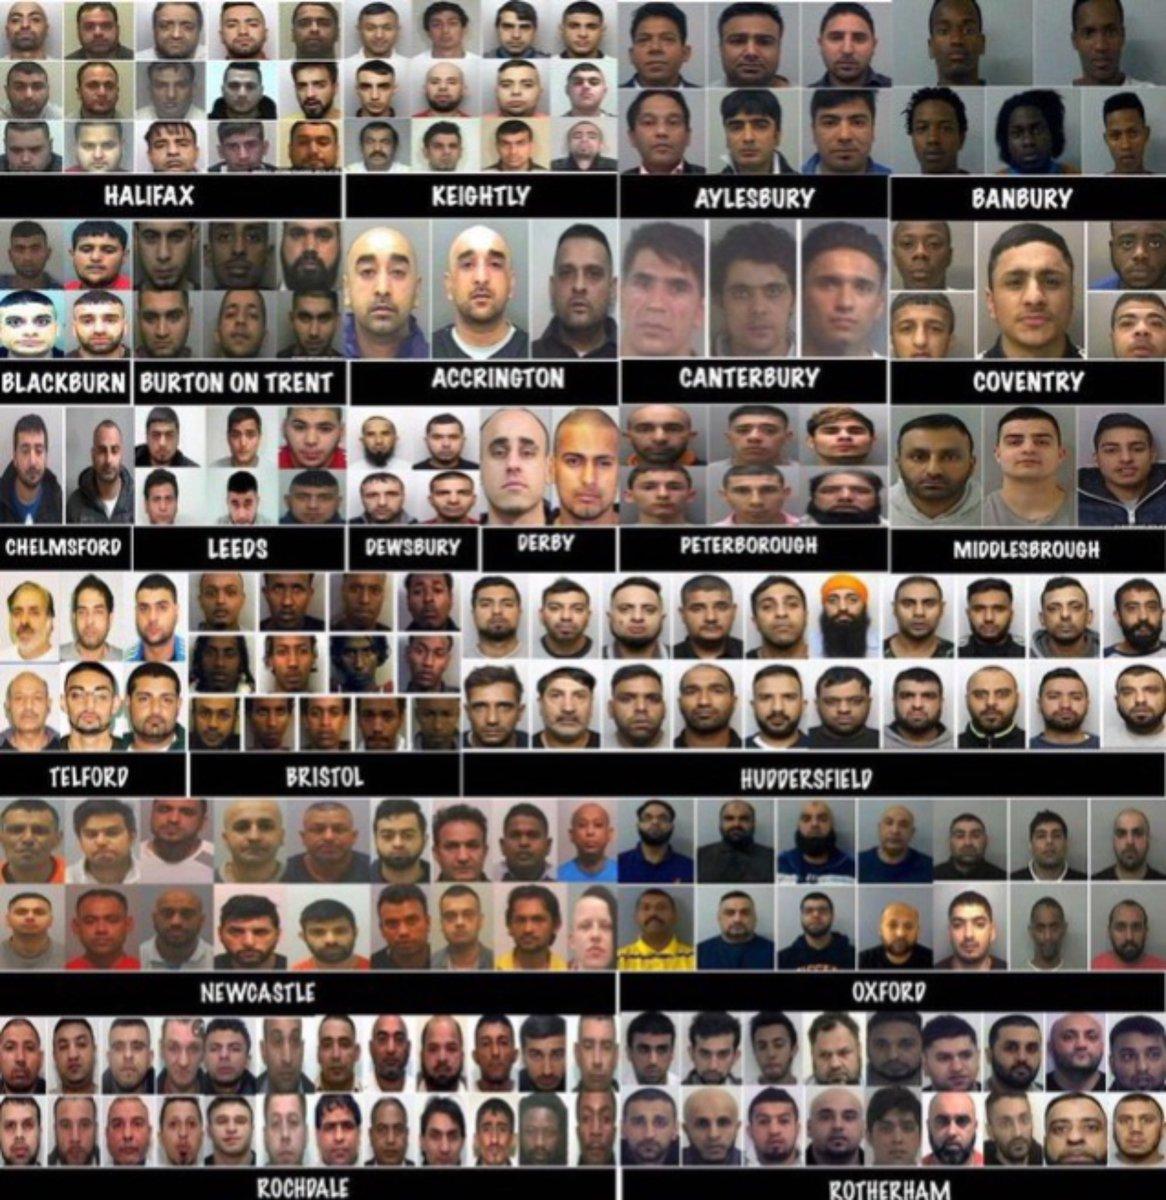 HALIFAX
KEIGHTLY
AYLESBURY
BANBURY
BLACKBURN
BURTON ON TRENT
ACCRINGTON
CANTERBURY
COVENTRY
CHELMSFORD
LEEDS
DEWSBURY
DERBY
PETERBOROUGH
MIDDLESBROUGH
TELFORD
BRISTOL
HUDDERSFIELD
NEWCASTLE
OXFORD
ROCHDALE
ROTHERHAM